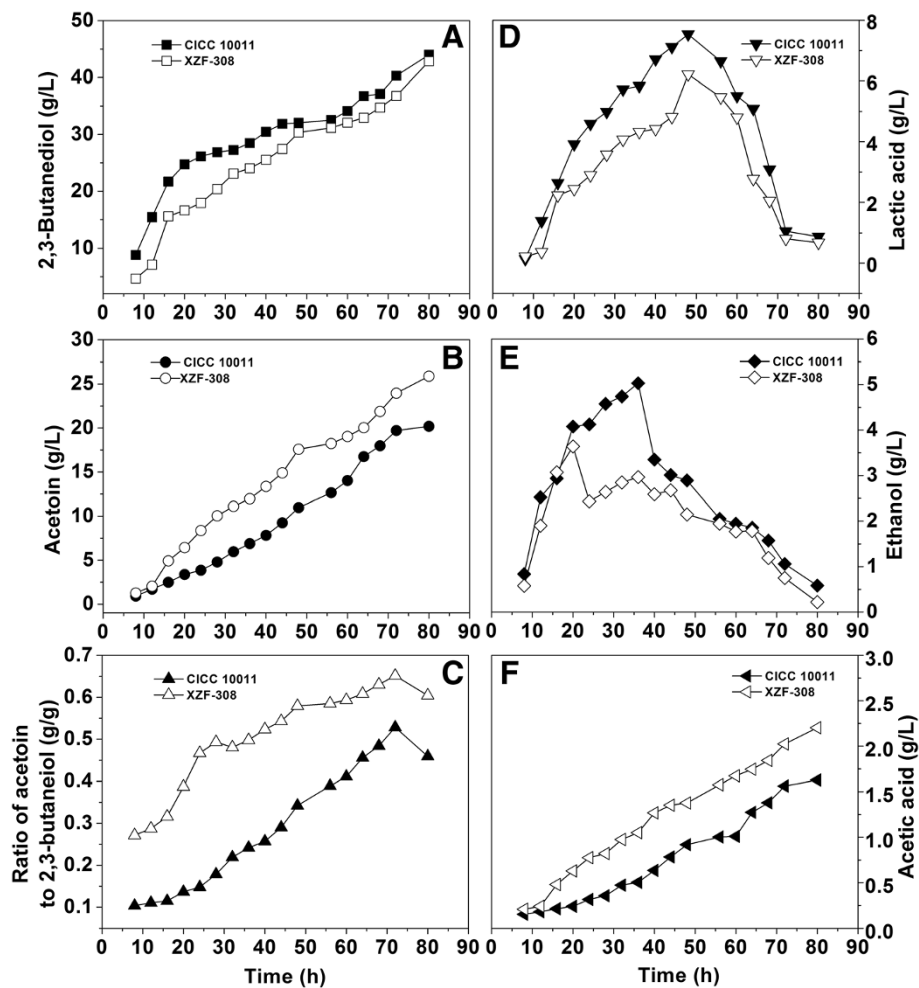 A
CICC 10011
XZF-308
2,3-Butanediol (g/L)
50
40
30
20
10
0 10 20 30 40 50 60 70 80 90
D
CICC 10011
XZF-308
Lactic acid (g/L)
8
6
4
2
0
0 10 20 30 40 50 60 70 80 90
B
CICC 10011
XZF-308
Acetoin (g/L)
30
25
20
15
10
5
0
0 10 20 30 40 50 60 70 80 90
E
CICC 10011
XZF-308
Ethanol (g/L)
6
5
4
3
2
1
0
0 10 20 30 40 50 60 70 80 90
C
CICC 10011
XZF-308
Ratio of acetoin
to 2,3-butaneiol (g/g)
0.7
0.6
0.5
0.4
0.3
0.2
0.1
0 10 20 30 40 50 60 70 80 90
Time (h)
F
CICC 10011
XZF-308
Acetic acid (g/L)
3.0
2.5
2.0
1.5
1.0
0.5
0.0
0 10 20 30 40 50 60 70 80 90
Time (h)